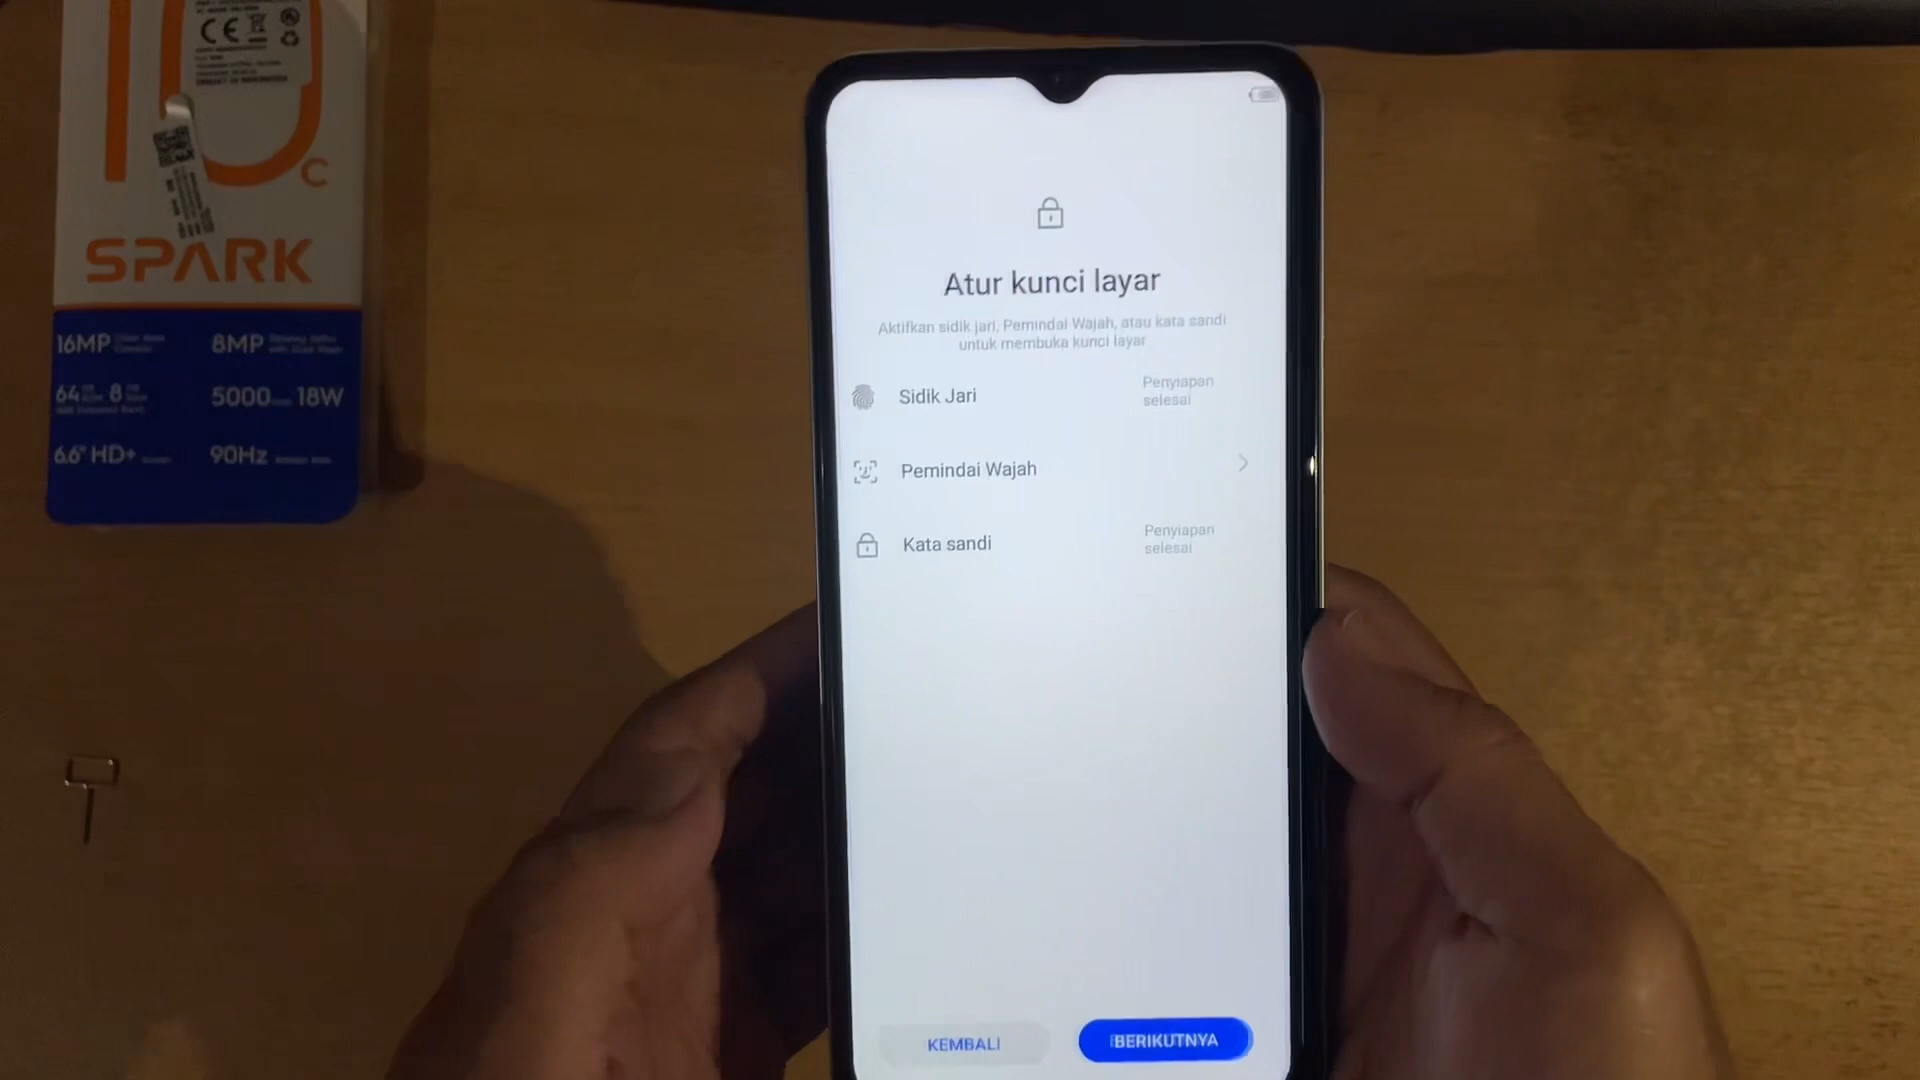 10
C
SPARK
16MP
8MP
64 8
5000 18W
6.6" HD+
90Hz
Atur kunci layar
Aktifkan sidik jari, Pemindai Wajah, atau kata sandi
untuk membuka kunci layar
Sidik Jari
Penyiapan
selesai
Pemindai Wajah
Kata sandi
Penyiapan
selesai
KEMBALI
BERIKUTNYA